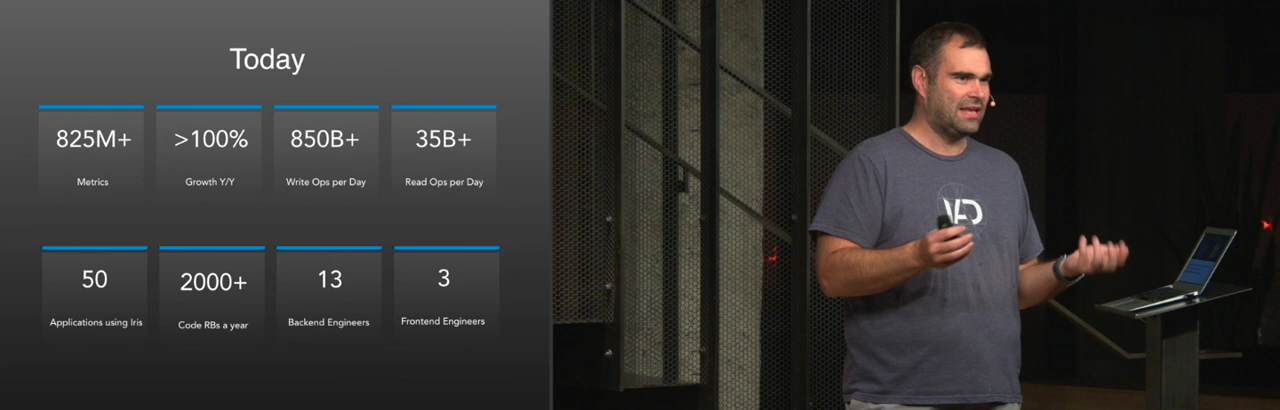 Today
825M+
Metrics
>100%
Growth Y/Y
850B+
Write Ops per Day
35B+
Read Ops per Day
50
Applications using Iris
2000+
Code RBs a year
13
Backend Engineers
3
Frontend Engineers